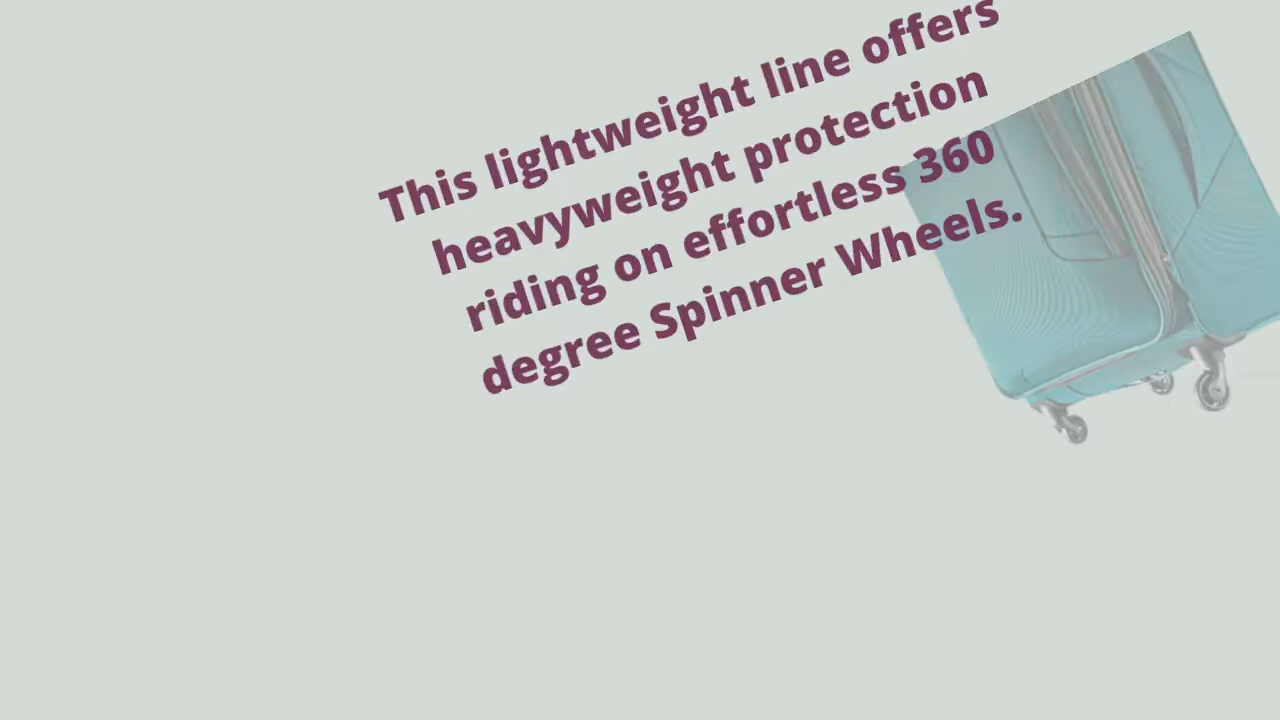 This lightweight line offers
heavyweight protection
riding on effortless 360
degree Spinner Wheels.